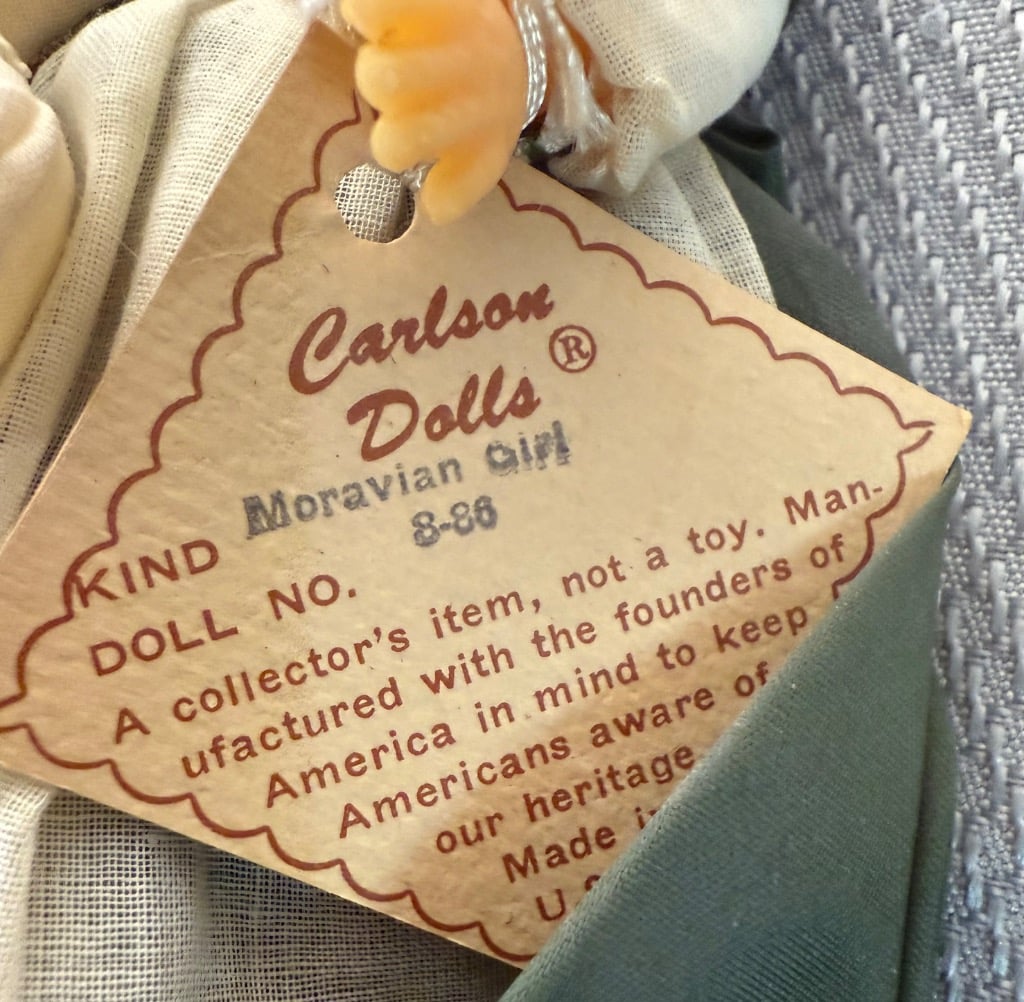 Carlson
Dolls ®
Moravian Girl
8-86
KIND
DOLL NO.
A collector's item, not a toy. Man-
ufactured with the founders of
America in mind to keep
Americans aware of
our heritage
Made
U